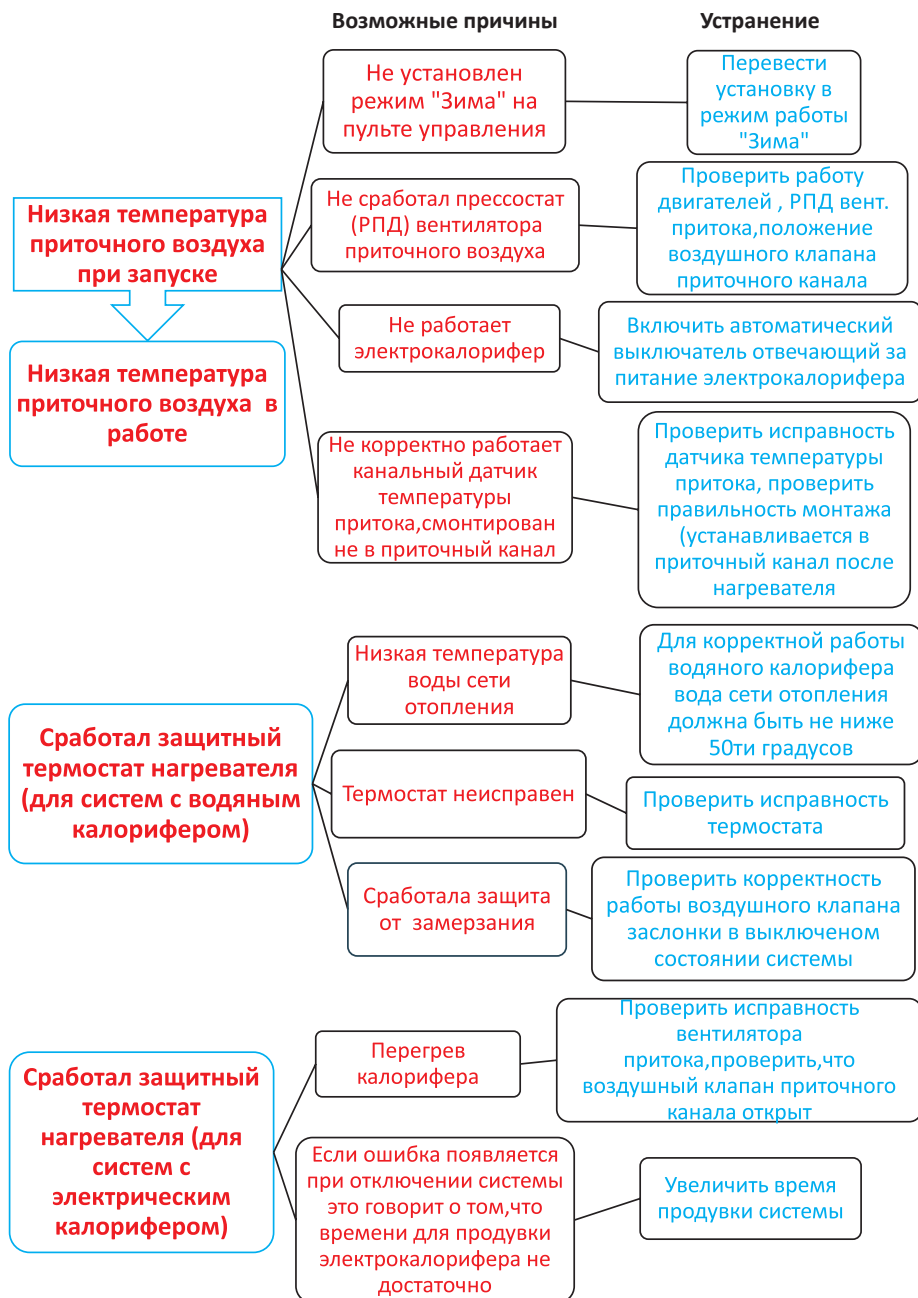 Возможные причины
Устранение
Низкая температура
приточного воздуха
при запуске
Низкая температура
приточного воздуха в
работе
Не установлен
режим "Зима" на
пульте управления
Перевести
установку в
режим работы
"Зима"
Не сработал прессостат
(РПД) вентилятора
приточного воздуха
Проверить работу
двигателей , РПД вент.
притока,положение
воздушного клапана
приточного канала
Не работает
электрокалорифер
Включить автоматический
выключатель отвечающий за
питание электрокалорифера
Не корректно работает
канальный датчик
температуры
притока,смонтирован
не в приточный канал
Проверить исправность
датчика температуры
притока, проверить
правильность монтажа
(устанавливается в
приточный канал после
нагревателя
Сработал защитный
термостат нагревателя
(для систем с водяным
калорифером)
Низкая температура
воды сети
отопления
Для корректной работы
водяного калорифера
вода сети отопления
должна быть не ниже
50ти градусов
Термостат неисправен
Проверить исправность
термостата
Сработала защита
от замерзания
Проверить корректность
работы воздушного клапана
заслонки в выключеном
состоянии системы
Сработал защитный
термостат
нагревателя (для
систем с
электрическим
калорифером)
Перегрев
калорифера
Проверить исправность
вентилятора
притока,проверить,что
воздушный клапан приточного
канала открыт
Если ошибка появляется
при отключении системы
это говорит о том,что
времени для продувки
электрокалорифера не
достаточно
Увеличить время
продувки системы